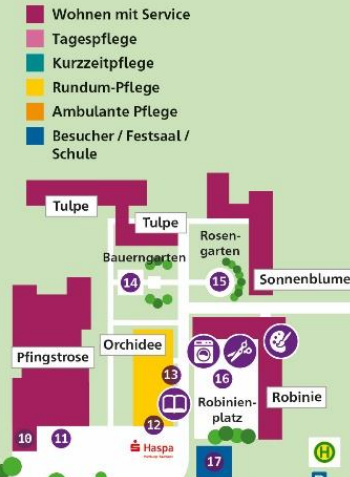 Wohnen mit Service
Tagespflege
Kurzzeitpflege
Rundum-Pflege
Ambulante Pflege
Besucher / Festsaal /
Schule
Tulpe
Tulpe
Rosen-
garten
Bauerngarten
14
15
Sonnenblume
Orchidee
Pfingstrose
13
16
Robinien-
platz
Robinie
12
10
11
Haspa
17
H